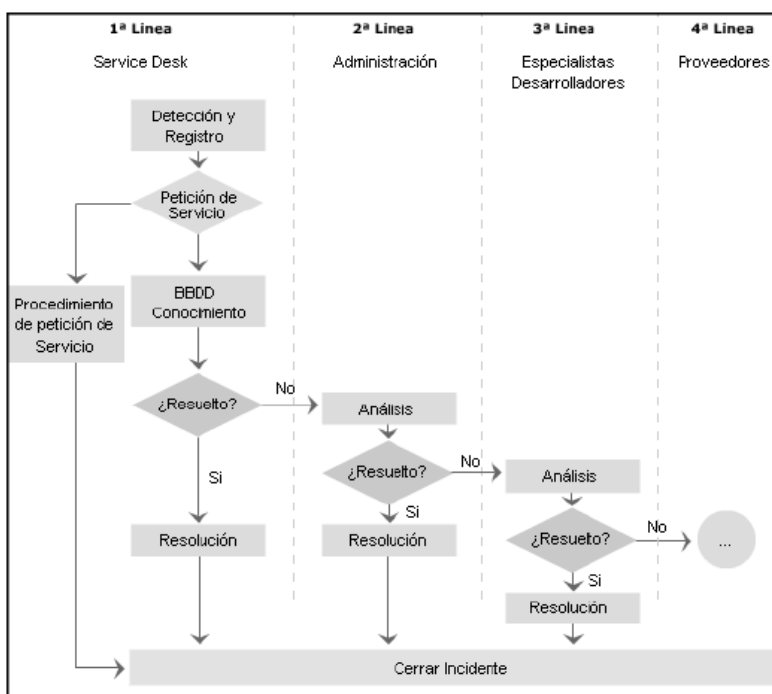 1ª Linea
2ª Linea
3ª Linea
4ª Linea
Service Desk
Administración
Especialistas
Desarrolladores
Proveedores
Detección y
Registro
Petición de
Servicio
Procedimiento
de petición de
Servicio
BBDD
Conocimiento
¿Resuelto?
No
Análisis
Si
¿Resuelto?
No
Análisis
Si
Resolución
Resolución
¿Resuelto?
No
...
Si
Resolución
Cerrar Incidente